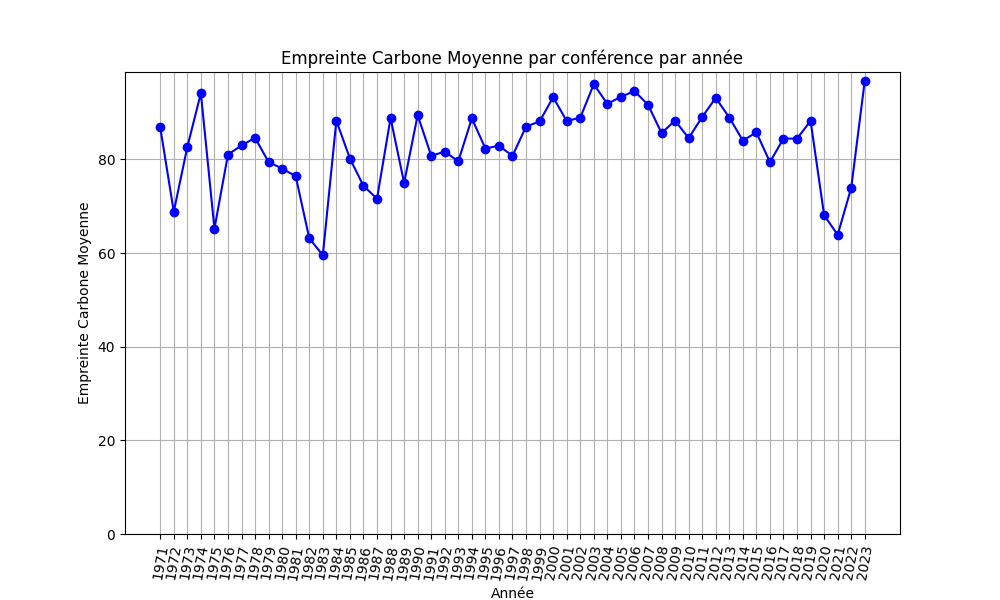 Empreinte Carbone Moyenne par conférence par année
Empreinte Carbone Moyenne
80
60
40
20
0
1971 1972 1973 1974 1975 1976 1977 1978 1979 1980 1981 1982 1983 1984 1985 1986 1987 1988 1989 1990 1991 1992 1993 1994 1995 1996 1997 1998 1999 2000 2001 2002 2003 2004 2005 2006 2007 2008 2009 2010 2011 2012 2013 2014 2015 2016 2017 2018 2019 2020 2021 2022 2023
Année